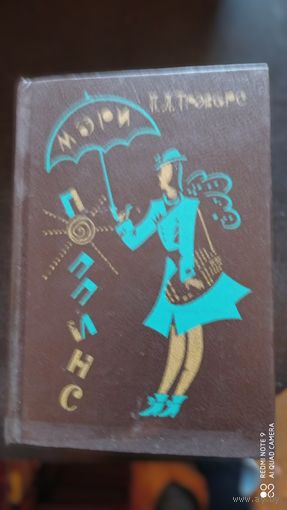 П. Л. Трэверс
Мэри
Поппинс
REDMI NOTE 9
AI QUAD CAMERA